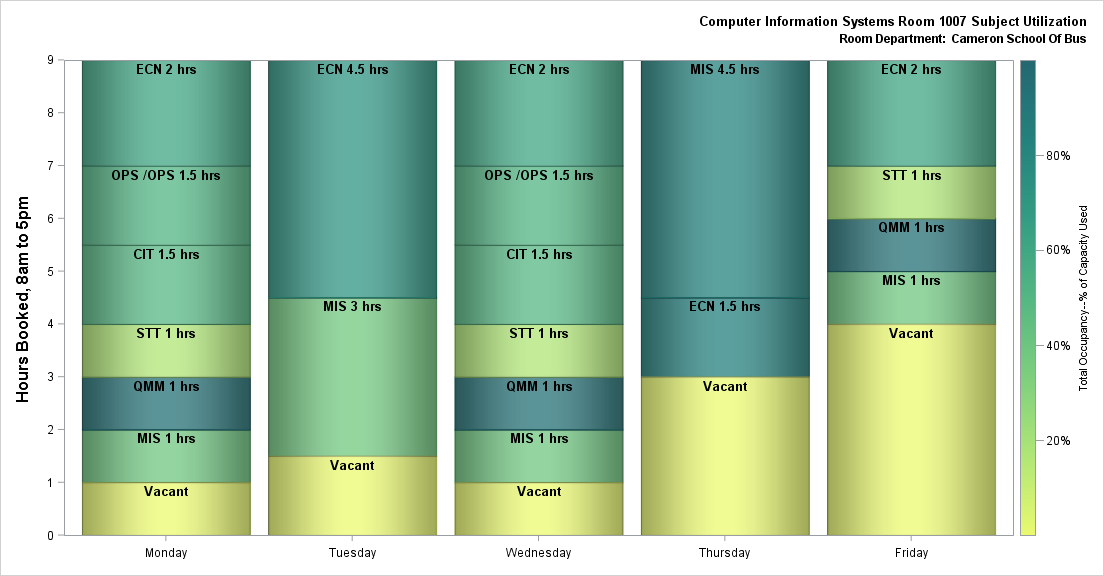 Computer Information Systems Room 1007 Subject Utilization
Room Department: Cameron School Of Bus
Hours Booked, 8am to 5pm
9
8
7
6
5
4
3
2
1
0
ECN 2 hrs
OPS /OPS 1.5 hrs
CIT 1.5 hrs
STT 1 hrs
QMM 1 hrs
MIS 1 hrs
Vacant
Monday
ECN 4.5 hrs
MIS 3 hrs
Vacant
Tuesday
ECN 2 hrs
OPS /OPS 1.5 hrs
CIT 1.5 hrs
STT 1 hrs
QMM 1 hrs
MIS 1 hrs
Vacant
Wednesday
MIS 4.5 hrs
ECN 1.5 hrs
Vacant
Thursday
ECN 2 hrs
STT 1 hrs
QMM 1 hrs
MIS 1 hrs
Vacant
Friday
80%
60%
40%
20%
Total Occupancy--% of Capacity Used